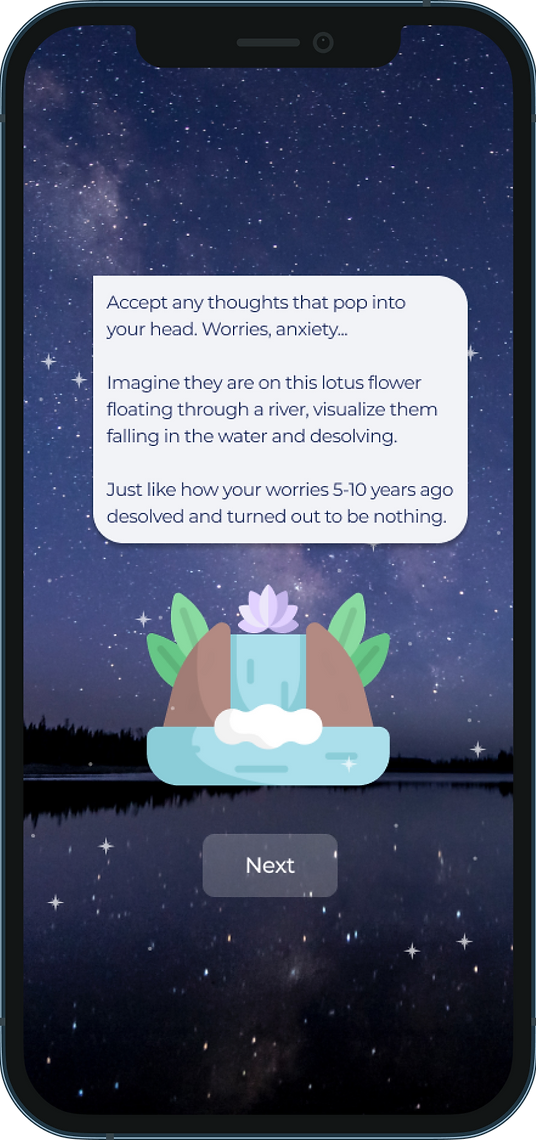 Accept any thoughts that pop into
your head. Worries, anxiety...
Imagine they are on this lotus flower
floating through a river, visualize them
falling in the water and desolving.
Just like how your worries 5-10 years ago
desolved and turned out to be nothing.
Next